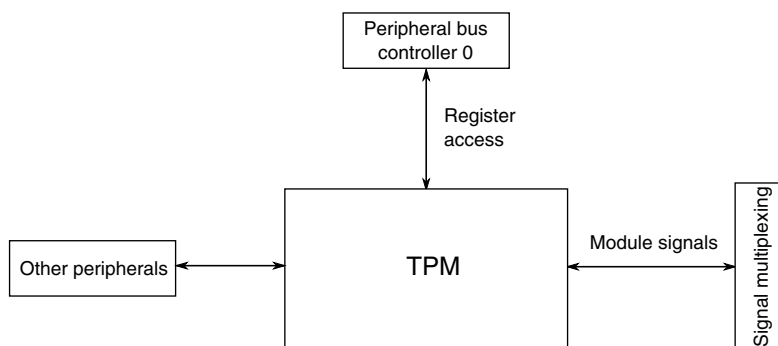 Peripheral bus
controller 0
Register
access
Other peripherals
TPM
Module signals
Signal multiplexing